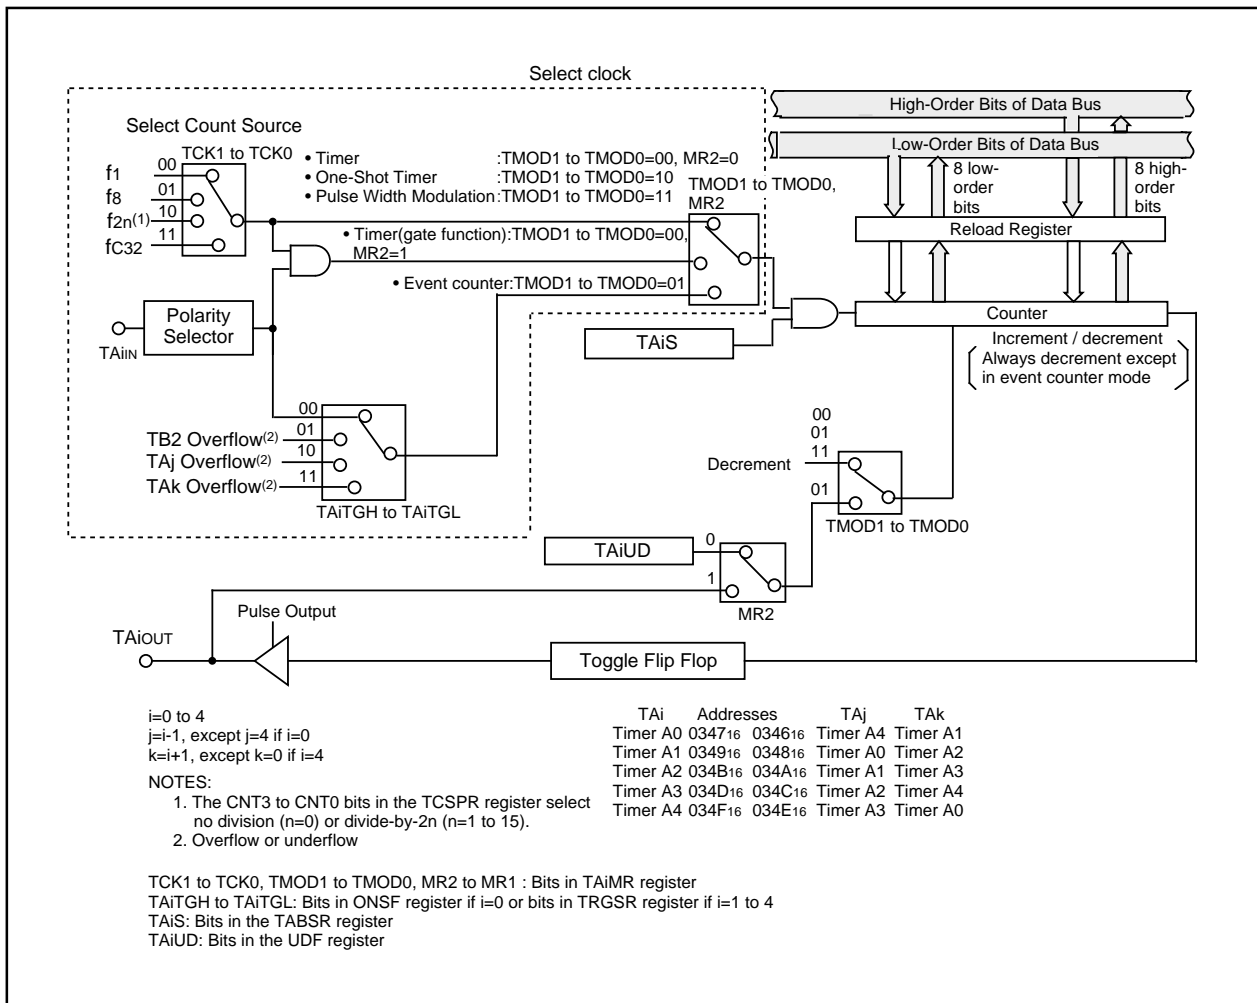 Select clock
High-Order Bits of Data Bus
Low-Order Bits of Data Bus
Select Count Source
TCK1 to TCK0
f1
00
f8
01
f2n(1)
10
fC32
11
• Timer :TMOD1 to TMOD0=00, MR2=0
• One-Shot Timer :TMOD1 to TMOD0=10
• Pulse Width Modulation:TMOD1 to TMOD0=11
TMOD1 to TMOD0,
MR2
8 low-
order
bits
8 high-
order
bits
• Timer(gate function):TMOD1 to TMOD0=00,
MR2=1
• Event counter:TMOD1 to TMOD0=01
Reload Register
Counter
Increment / decrement
Always decrement except
in event counter mode
TAiIN
Polarity
Selector
TAiS
00
TB2 Overflow(2)
01
TAj Overflow(2)
10
TAk Overflow(2)
11
TAiTGH to TAiTGL
00
01
11
Decrement
01
TMOD1 to TMOD0
TAiUD
0
1
MR2
Pulse Output
TAiOUT
Toggle Flip Flop
i=0 to 4
j=i-1, except j=4 if i=0
k=i+1, except k=0 if i=4
NOTES:
1. The CNT3 to CNT0 bits in the TCSPR register select
no division (n=0) or divide-by-2n (n=1 to 15).
2. Overflow or underflow
TAi Addresses TAj TAk
Timer A0 034716 034616 Timer A4 Timer A1
Timer A1 034916 034816 Timer A0 Timer A2
Timer A2 034B16 034A16 Timer A1 Timer A3
Timer A3 034D16 034C16 Timer A2 Timer A4
Timer A4 034F16 034E16 Timer A3 Timer A0
TCK1 to TCK0, TMOD1 to TMOD0, MR2 to MR1 : Bits in TAiMR register
TAiTGH to TAiTGL: Bits in ONSF register if i=0 or bits in TRGSR register if i=1 to 4
TAiS: Bits in the TABSR register
TAiUD: Bits in the UDF register